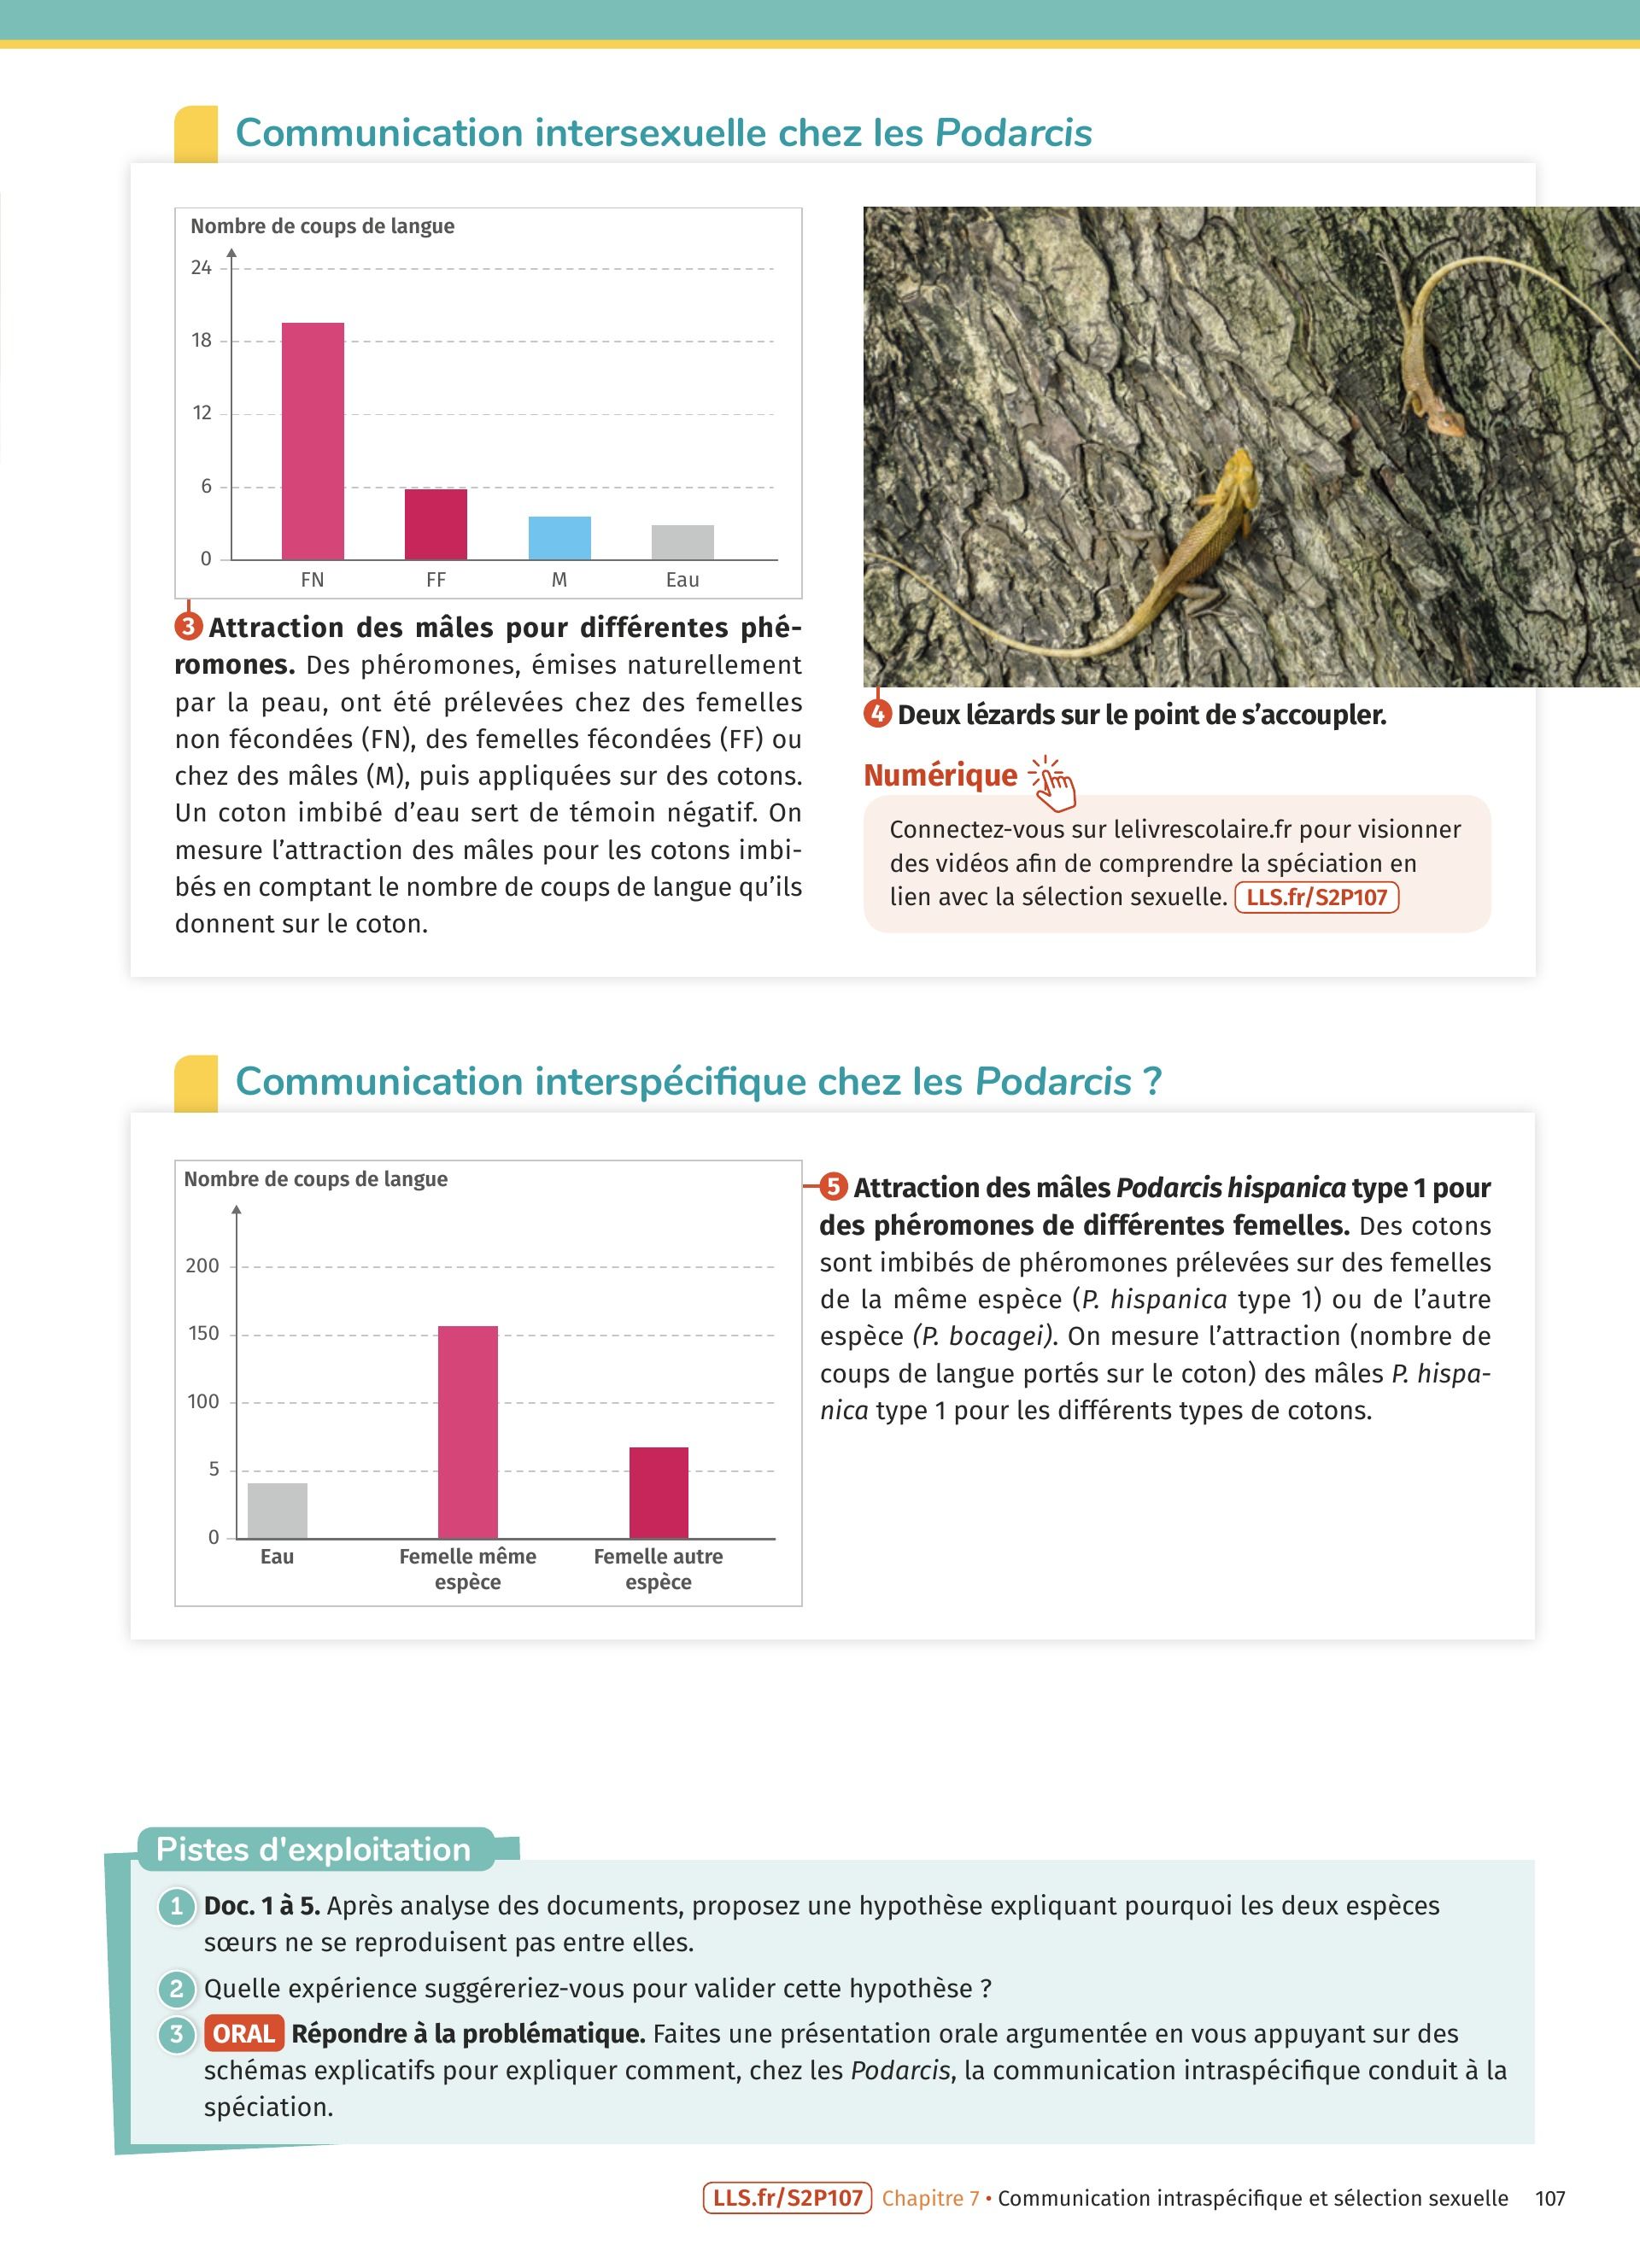 Communication intersexuelle chez les Podarcis
Nombre de coups de langue
24
18
12
6
0
FN FF M Eau
3 Attraction des mâles pour différentes phé-
romones. Des phéromones, émises naturellement
par la peau, ont été prélevées chez des femelles
non fécondées (FN), des femelles fécondées (FF) ou
chez des mâles (M), puis appliquées sur des cotons.
Un coton imbibé d'eau sert de témoin négatif. On
mesure l'attraction des mâles pour les cotons imbi-
bés en comptant le nombre de coups de langue qu'ils
donnent sur le coton.
4 Deux lézards sur le point de s'accoupler.
Numérique
Connectez-vous sur lelivrescolaire.fr pour visionner
des vidéos afin de comprendre la spéciation en
lien avec la sélection sexuelle. LLS.fr/S2P107
Communication interspécifique chez les Podarcis ?
Nombre de coups de langue
200
150
100
5
0
Eau Femelle même Femelle autre
espèce espèce
5 Attraction des mâles Podarcis hispanica type 1 pour
des phéromones de différentes femelles. Des cotons
sont imbibés de phéromones prélevées sur des femelles
de la même espèce (P. hispanica type 1) ou de l'autre
espèce (P. bocagei). On mesure l'attraction (nombre de
coups de langue portés sur le coton) des mâles P. hispa-
nica type 1 pour les différents types de cotons.
Pistes d'exploitation
1 Doc. 1 à 5. Après analyse des documents, proposez une hypothèse expliquant pourquoi les deux espèces
sœurs ne se reproduisent pas entre elles.
2 Quelle expérience suggéreriez-vous pour valider cette hypothèse ?
3 ORAL Répondre à la problématique. Faites une présentation orale argumentée en vous appuyant sur des
schémas explicatifs pour expliquer comment, chez les Podarcis, la communication intraspécifique conduit à la
spéciation.
LLS.fr/S2P107 Chapitre 7 • Communication intraspécifique et sélection sexuelle 107